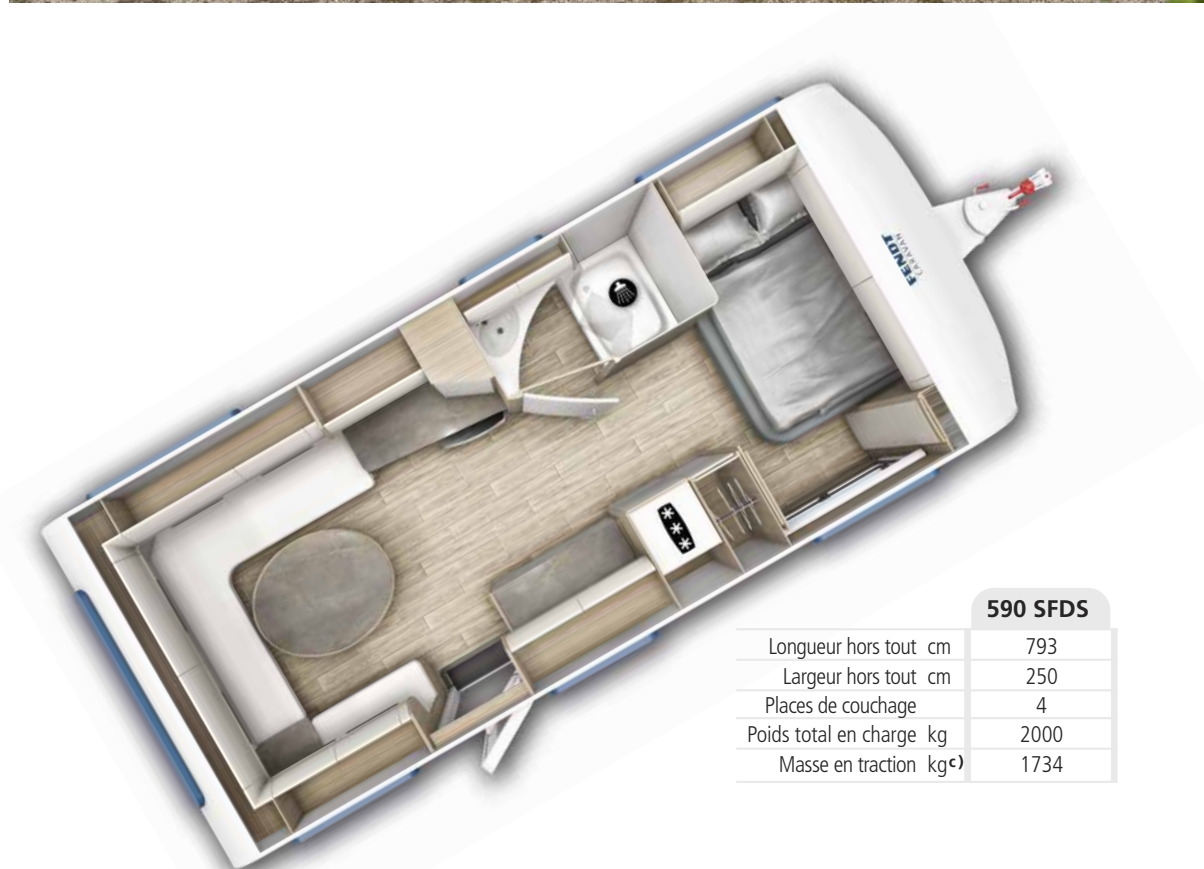 FENDT
CARAVAN
590 SFDS
Longueur hors tout cm 793
Largeur hors tout cm 250
Places de couchage 4
Poids total en charge kg 2000
Masse en traction kgc) 1734